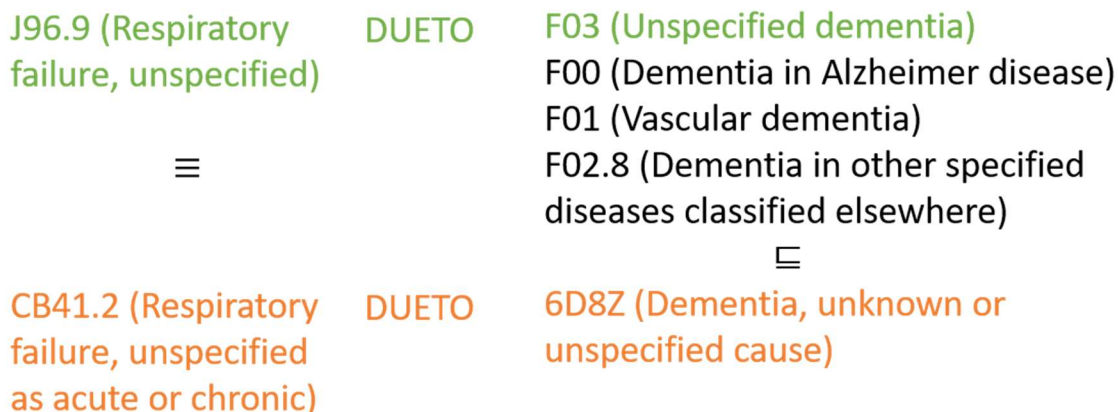 J96.9 (Respiratory failure, unspecified)
DUETO
F03 (Unspecified dementia)
F00 (Dementia in Alzheimer disease)
F01 (Vascular dementia)
F02.8 (Dementia in other specified diseases classified elsewhere)
≡
⊑
CB41.2 (Respiratory failure, unspecified as acute or chronic)
DUETO
6D8Z (Dementia, unknown or unspecified cause)